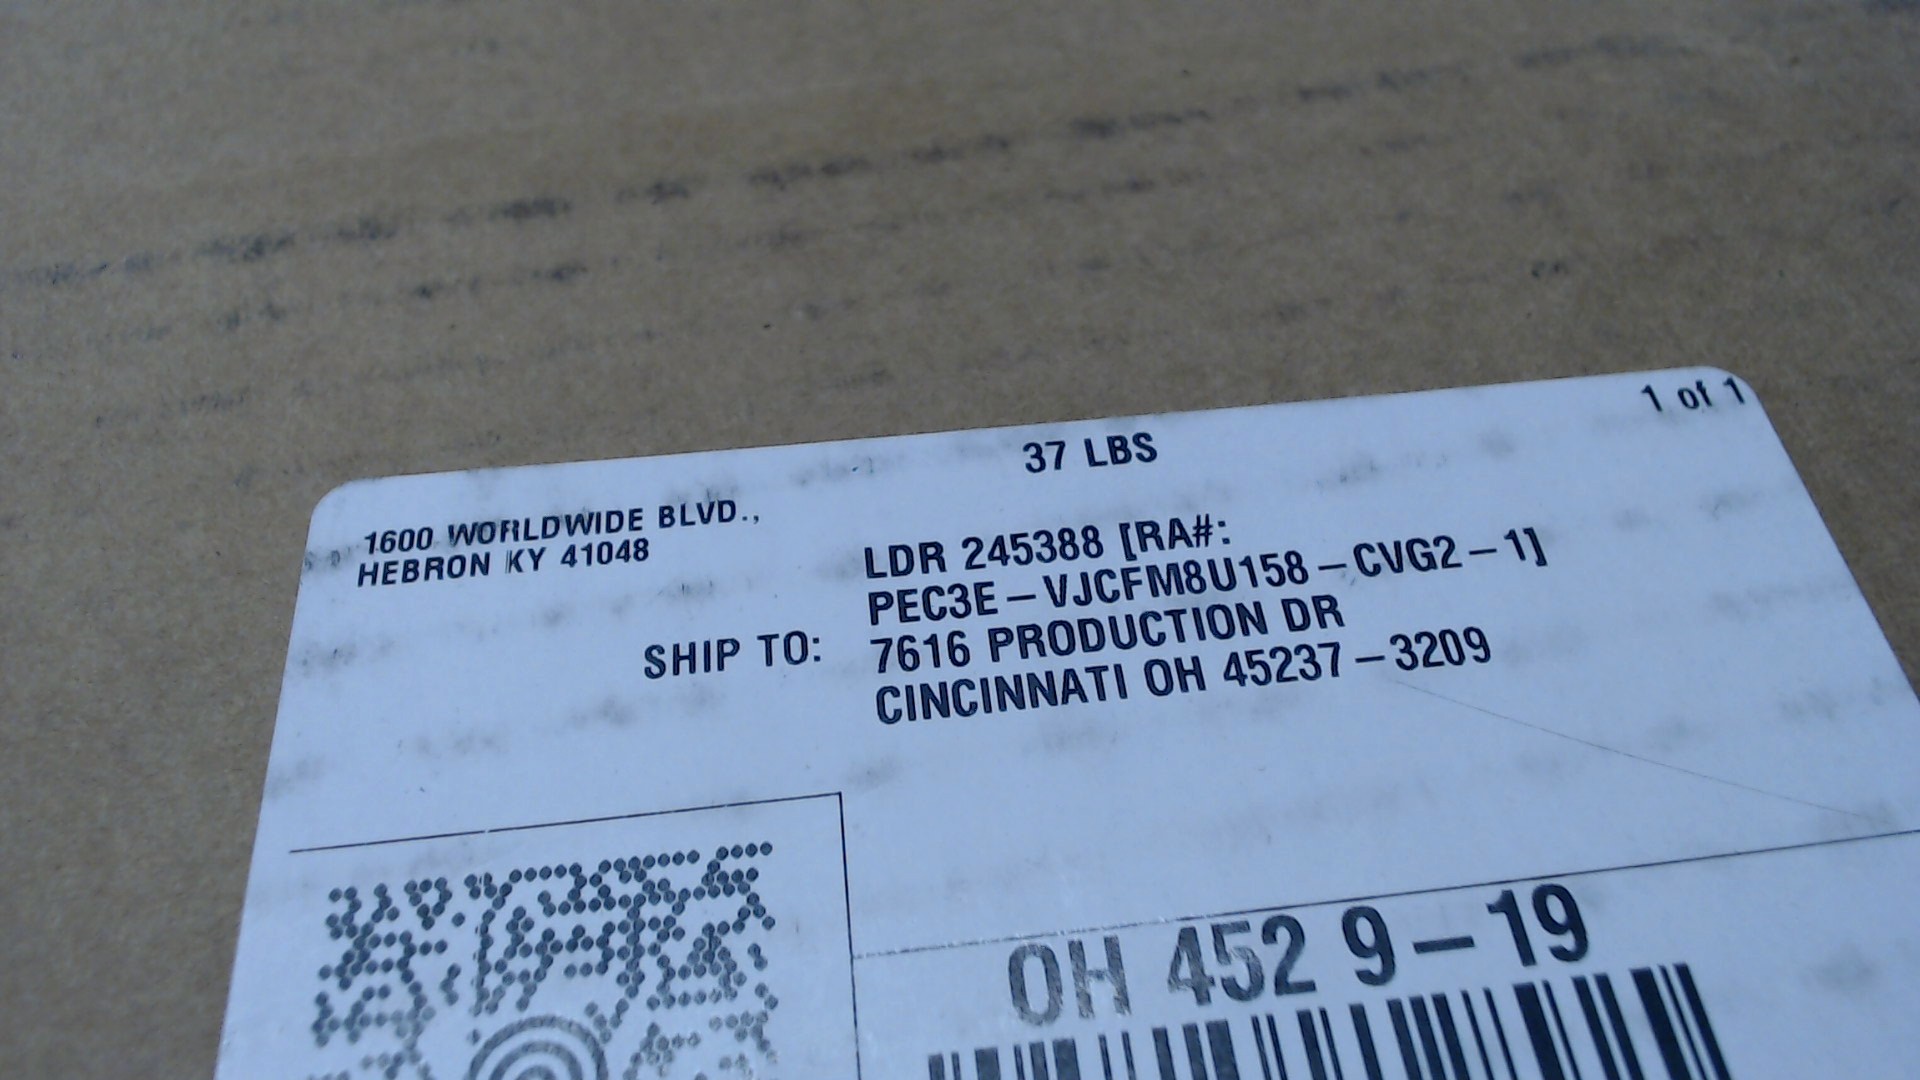 1 of 1
37 LBS
1600 WORLDWIDE BLVD.,
HEBRON KY 41048
LDR 245388 [RA#:
PEC3E-VJCFM8U158-CVG2-1]
SHIP TO: 7616 PRODUCTION DR
CINCINNATI OH 45237-3209
OH 452 9-19